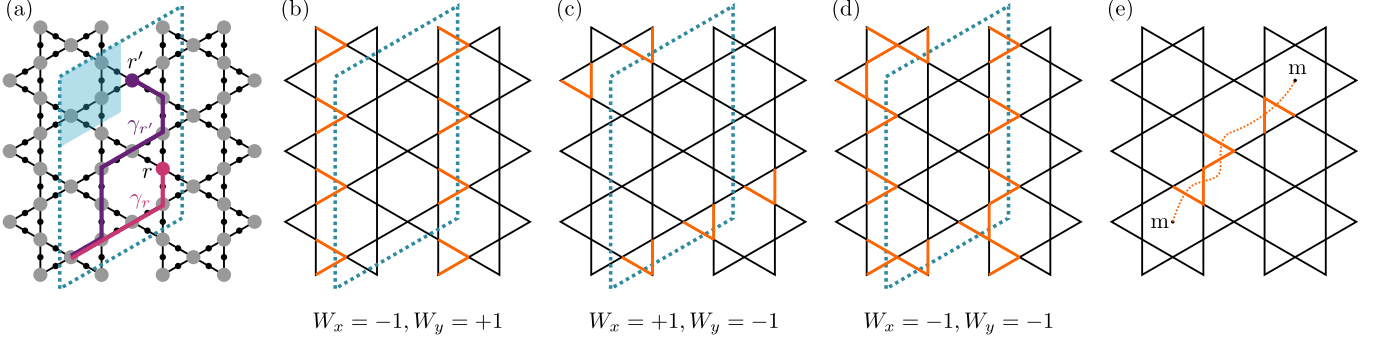 (a)
r′
γr′
r
γr
(b)
Wx = −1, Wy = +1
(c)
Wx = +1, Wy = −1
(d)
Wx = −1, Wy = −1
(e)
m
m